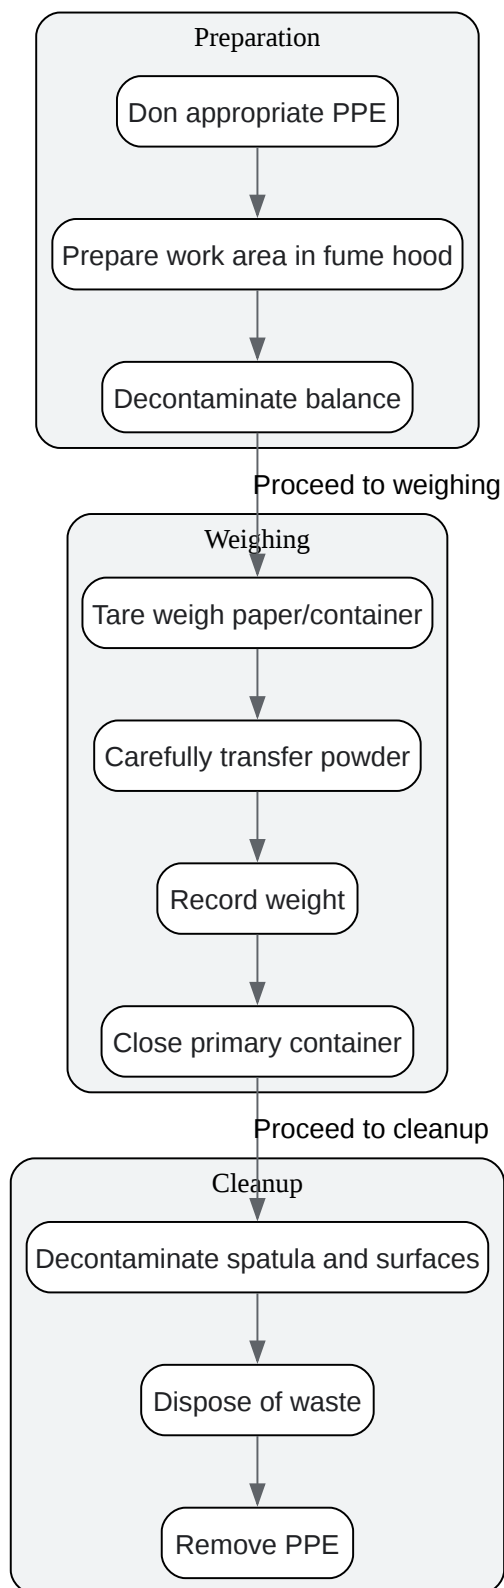 Preparation
Don appropriate PPE
Prepare work area in fume hood
Decontaminate balance
Proceed to weighing
Weighing
Tare weigh paper/container
Carefully transfer powder
Record weight
Close primary container
Proceed to cleanup
Cleanup
Decontaminate spatula and surfaces
Dispose of waste
Remove PPE